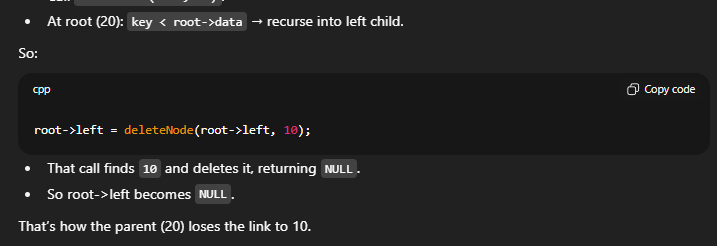 • At root (20): key < root->data → recurse into left child.
So:
cpp
Copy code
root->left = deleteNode(root->left, 10);
• That call finds 10 and deletes it, returning NULL.
• So root->left becomes NULL.
That’s how the parent (20) loses the link to 10.